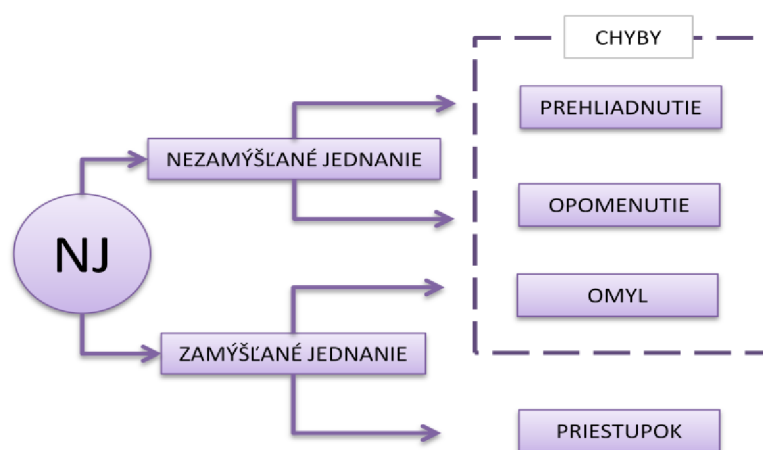 CHYBY
PREHLIADNUTIE
NEZAMÝŠĽANÉ JEDNANIE
OPOMENUTIE
NJ
OMYL
ZAMÝŠĽANÉ JEDNANIE
PRIESTUPOK